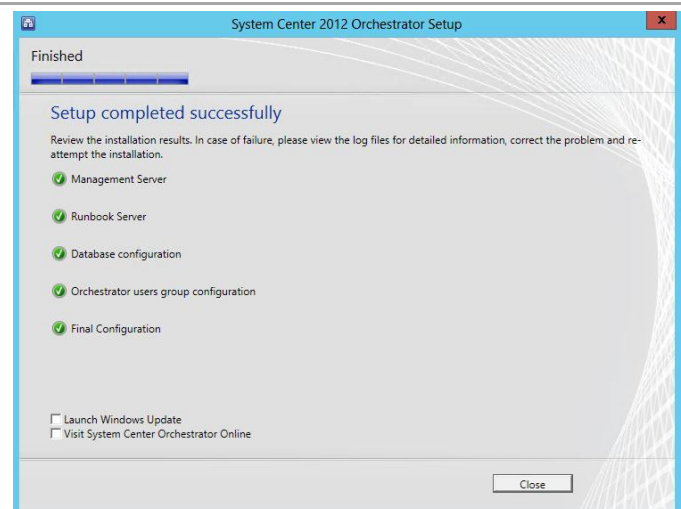 System Center 2012 Orchestrator Setup
x
Finished
Setup completed successfully
Review the installation results. In case of failure, please view the log files for detailed information, correct the problem and re-
attempt the installation.
Management Server
Runbook Server
Database configuration
Orchestrator users group configuration
Final Configuration
Launch Windows Update
Visit System Center Orchestrator Online
Close